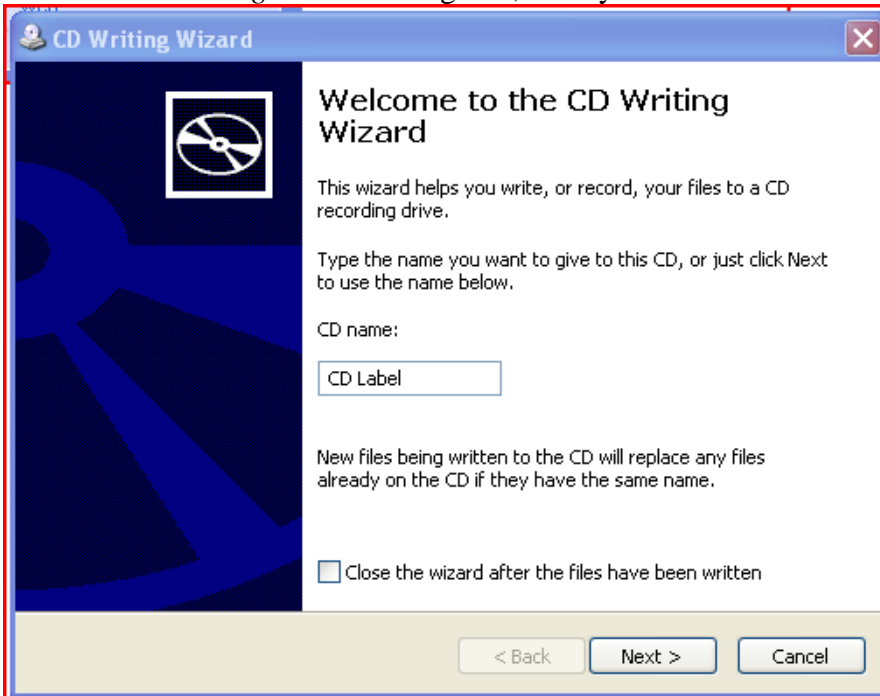 CD Writing Wizard
Welcome to the CD Writing
Wizard
This wizard helps you write, or record, your files to a CD
recording drive.
Type the name you want to give to this CD, or just click Next
to use the name below.
CD name:
CD Label
New files being written to the CD will replace any files
already on the CD if they have the same name.
Close the wizard after the files have been written
< Back Next > Cancel